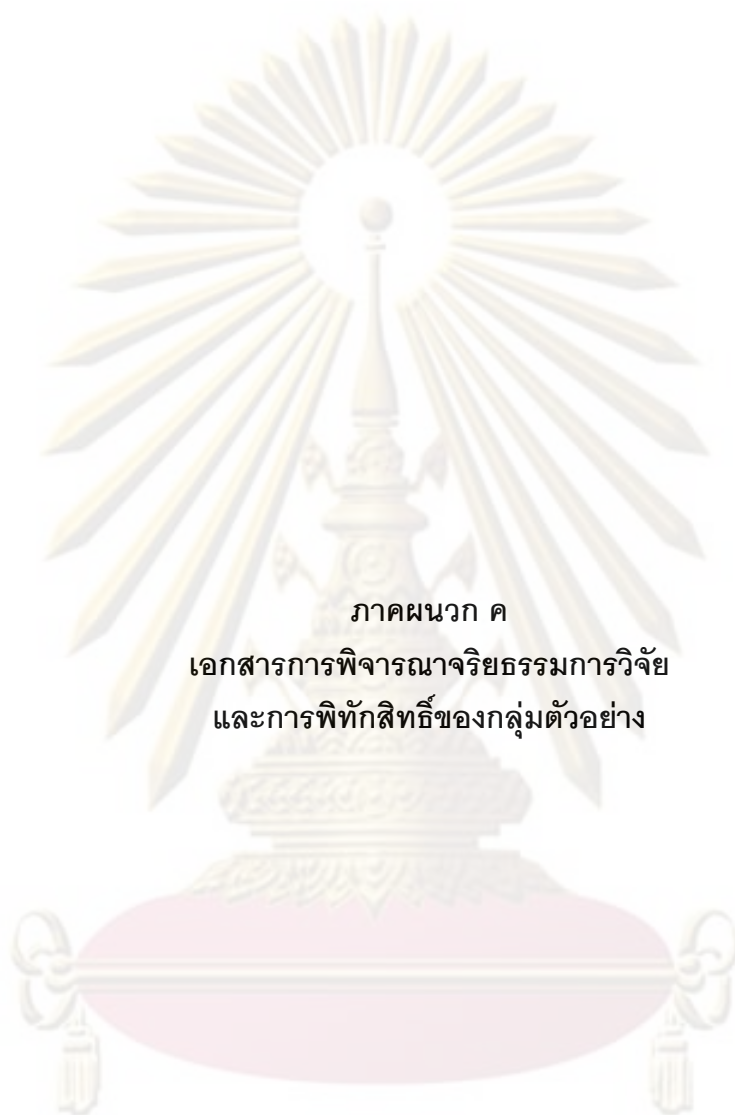 ภาคผนวก ค
เอกสารการพิจารณาจริยธรรมการวิจัย
และการพิทักสิทธิ์ของกลุ่มตัวอย่าง